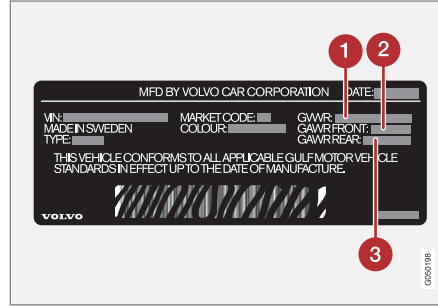 1
2
MFD BY VOLVO CAR CORPORATION DATE:
VIN: MARKET CODE: GVWR:
MADE IN SWEDEN COLOUR: GAWR FRONT:
TYPE: GAWR REAR:
THIS VEHICLE CONFORMS TO ALL APPLICABLE GULF MOTOR VEHICLE
STANDARDS IN EFFECT UP TO THE DATE OF MANUFACTURE.
VOLVO
3
G050198